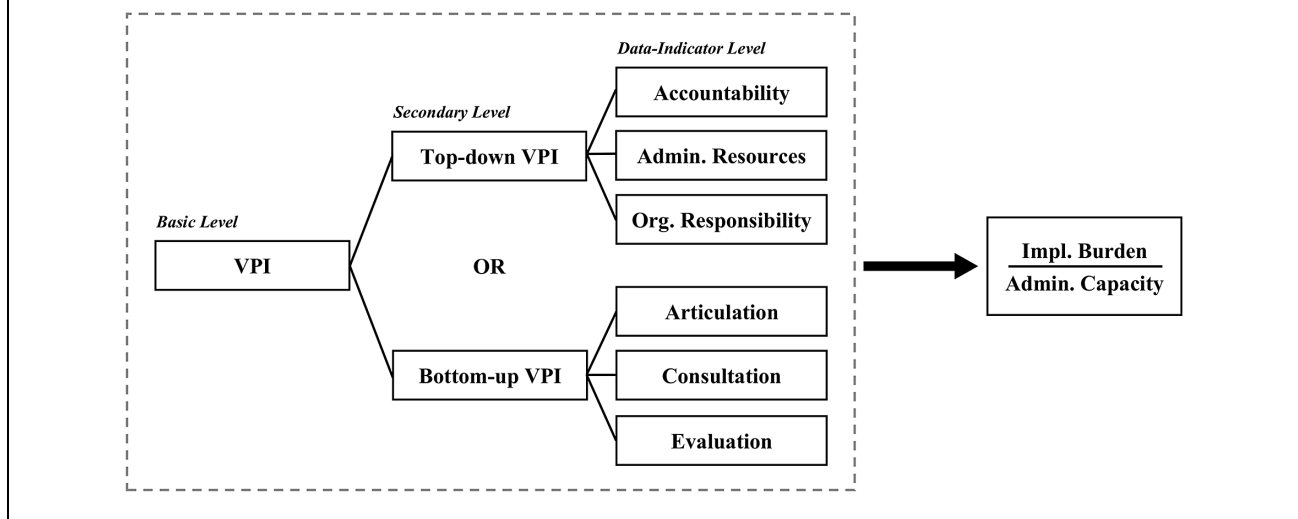 Data-Indicator Level
Accountability
Secondary Level
Top-down VPI
Admin. Resources
Org. Responsibility
Basic Level
VPI
OR
Impl. Burden
Admin. Capacity
Articulation
Bottom-up VPI
Consultation
Evaluation